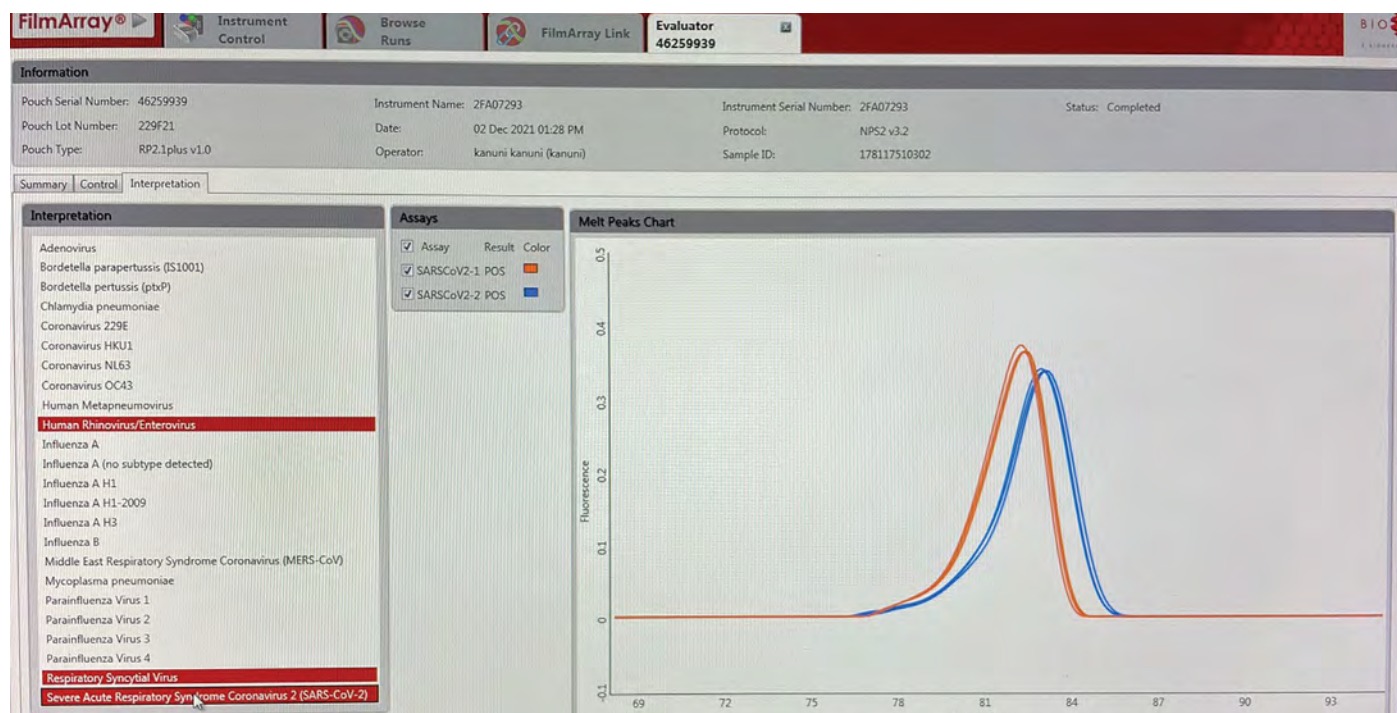 FilmArray®
Instrument Control
Browse Runs
FilmArray Link
Evaluator 46259939
BIO
Information
Pouch Serial Number: 46259939
Instrument Name: 2FA07293
Instrument Serial Number: 2FA07293
Status: Completed
Pouch Lot Number: 229F21
Date: 02 Dec 2021 01:28 PM
Protocol: NPS2 v3.2
Pouch Type: RP2.1plus v1.0
Operator: kanuni kanuni (kanuni)
Sample ID: 178117510302
Summary Control Interpretation
Interpretation
Adenovirus
Bordetella parapertussis (IS1001)
Bordetella pertussis (ptxP)
Chlamydia pneumoniae
Coronavirus 229E
Coronavirus HKU1
Coronavirus NL63
Coronavirus OC43
Human Metapneumovirus
Human Rhinovirus/Enterovirus
Influenza A
Influenza A (no subtype detected)
Influenza A H1
Influenza A H1-2009
Influenza A H3
Influenza B
Middle East Respiratory Syndrome Coronavirus (MERS-CoV)
Mycoplasma pneumoniae
Parainfluenza Virus 1
Parainfluenza Virus 2
Parainfluenza Virus 3
Parainfluenza Virus 4
Respiratory Syncytial Virus
Severe Acute Respiratory Syndrome Coronavirus 2 (SARS-CoV-2)
Assays
Assay Result Color
SARSCoV2-1 POS
SARSCoV2-2 POS
Melt Peaks Chart
0.5
0.4
0.3
0.2
0.1
0
-0.1
Fluorescence
69 72 75 78 81 84 87 90 93